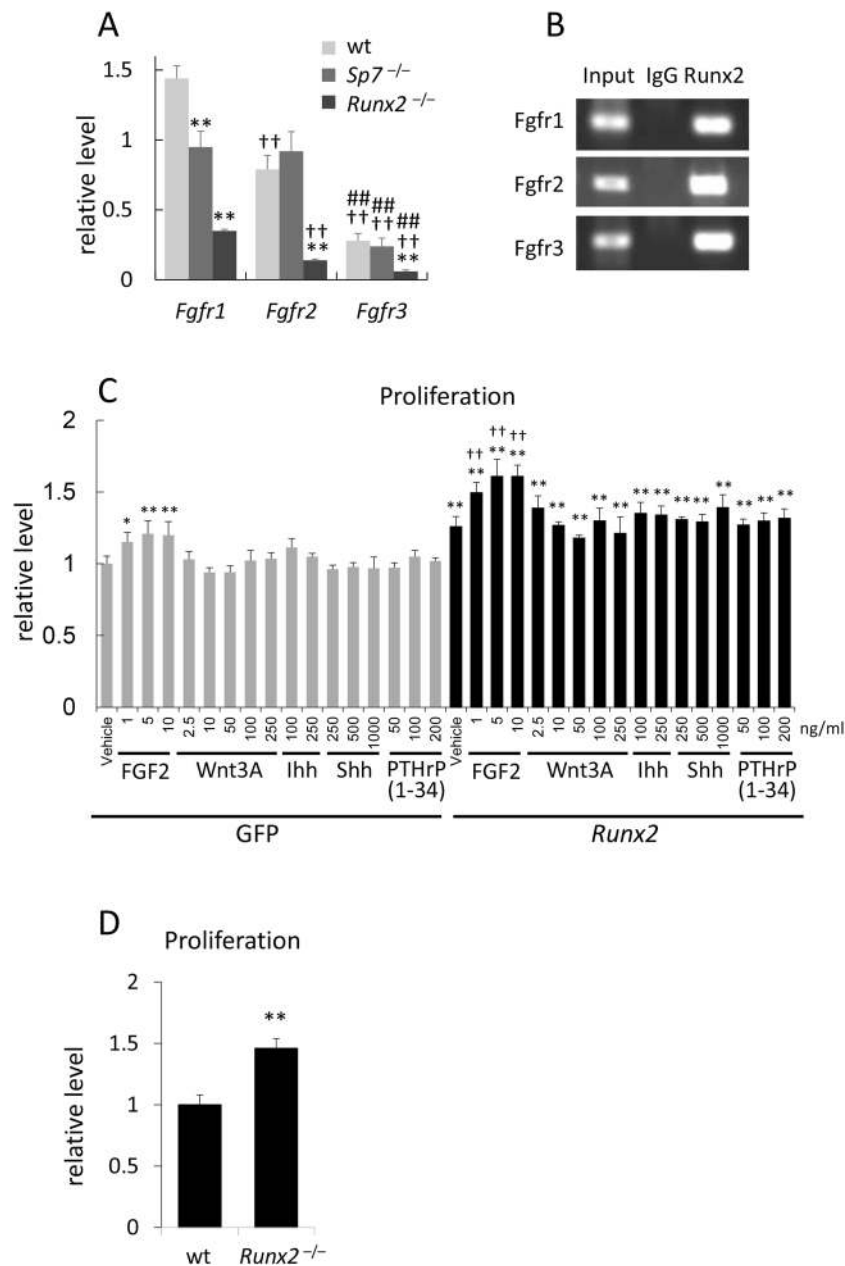 A
wt
Sp7 –/–
Runx2 –/–
relative level
1.5
1
0.5
0
**
**
††
††
**
##
††
##
††
##
††
**
Fgfr1
Fgfr2
Fgfr3
B
Input IgG Runx2
Fgfr1
Fgfr2
Fgfr3
C
Proliferation
relative level
2
1.5
1
0.5
0
* ** **
** †† ** †† ** †† ** ** ** ** ** ** ** ** ** ** ** ** ** **
Vehicle 1 5 10 2.5 10 50 100 250 100 250 250 500 1000 50 100 200 Vehicle 1 5 10 2.5 10 50 100 250 100 250 250 500 1000 50 100 200 ng/ml
FGF2 Wnt3A Ihh Shh PTHrP (1-34) FGF2 Wnt3A Ihh Shh PTHrP (1-34)
GFP Runx2
D
Proliferation
relative level
2
1.5
1
0.5
0
**
wt Runx2 –/–